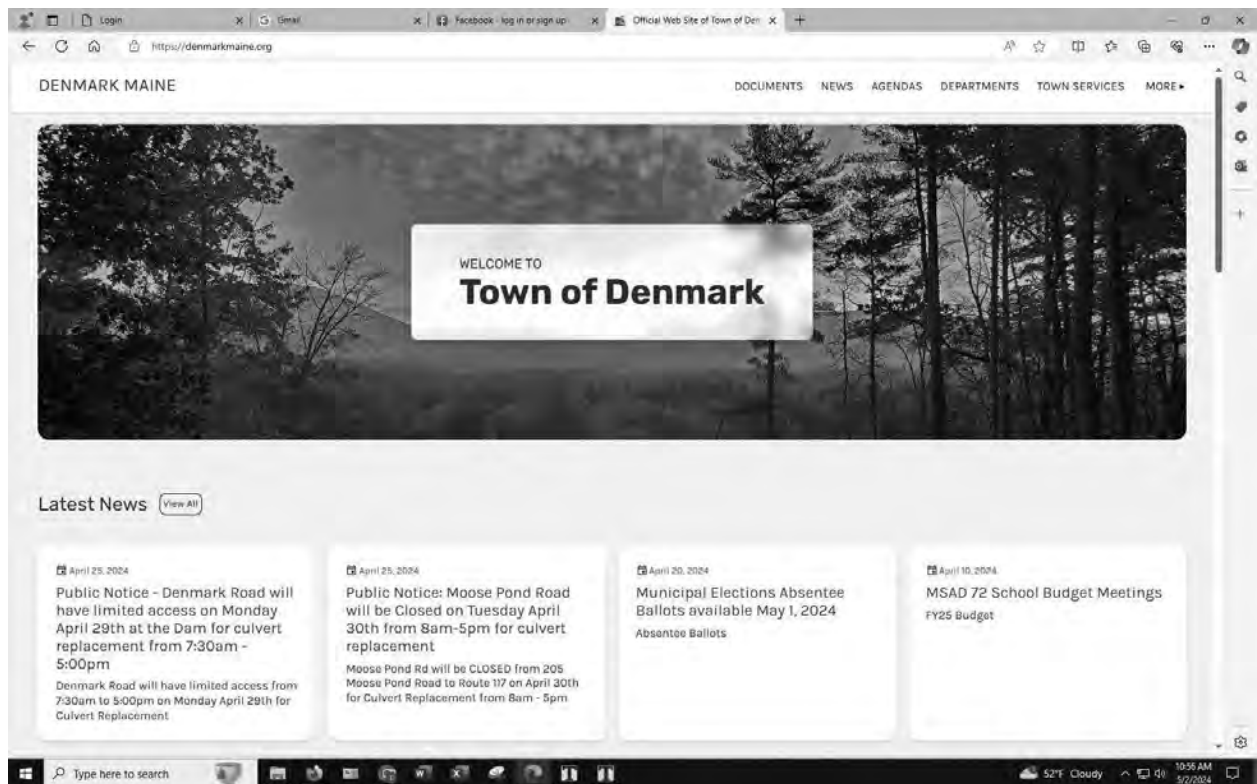 Login
Gmail
Facebook - log in or sign up
Official Web Site of Town of Den
https://denmarkmaine.org
DENMARK MAINE
DOCUMENTS NEWS AGENDAS DEPARTMENTS TOWN SERVICES MORE
WELCOME TO
Town of Denmark
Latest News
View All
April 25, 2024
Public Notice - Denmark Road will
have limited access on Monday
April 29th at the Dam for culvert
replacement from 7:30am -
5:00pm
Denmark Road will have limited access from
7:30am to 5:00pm on Monday April 29th for
Culvert Replacement
April 25, 2024
Public Notice: Moose Pond Road
will be Closed on Tuesday April
30th from 8am-5pm for culvert
replacement
Moose Pond Rd will be CLOSED from 205
Moose Pond Road to Route 117 on April 30th
for Culvert Replacement from 8am - 5pm
April 20, 2024
Municipal Elections Absentee
Ballots available May 1, 2024
Absentee Ballots
April 10, 2024
MSAD 72 School Budget Meetings
FY25 Budget
Type here to search
52°F Cloudy
10:56 AM
5/2/2024